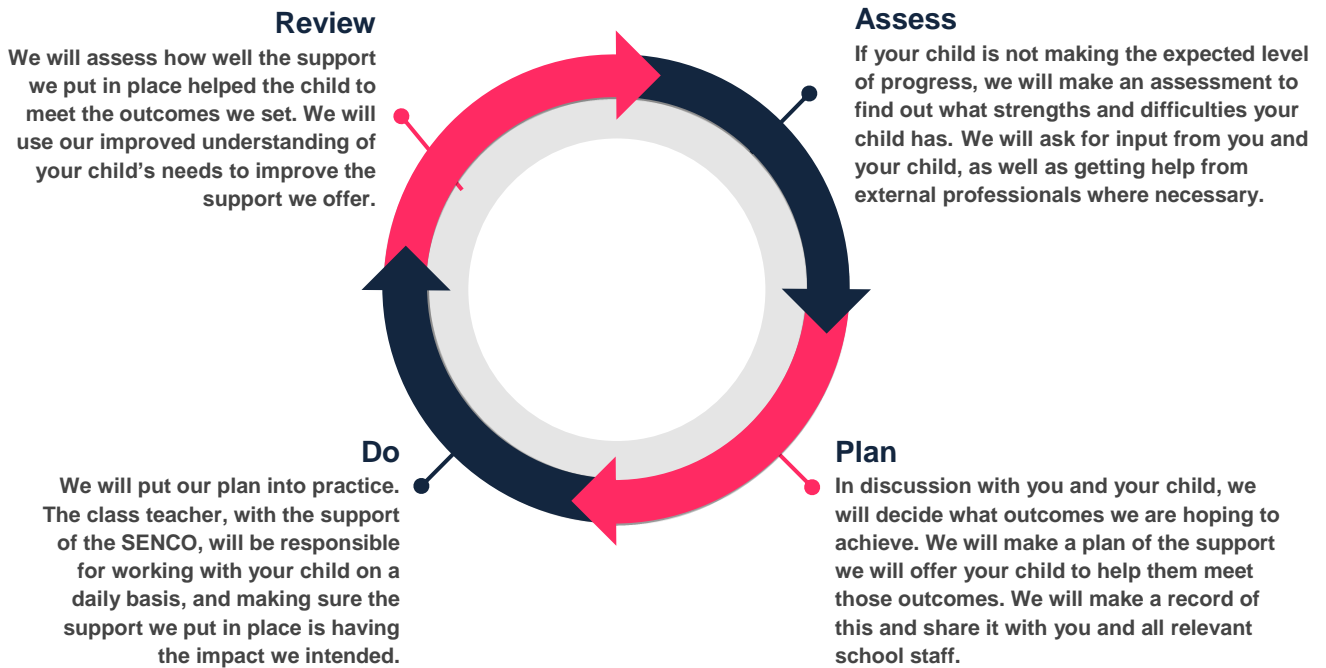 Review
We will assess how well the support
we put in place helped the child to
meet the outcomes we set. We will
use our improved understanding of
your child’s needs to improve the
support we offer.
Assess
If your child is not making the expected level
of progress, we will make an assessment to
find out what strengths and difficulties your
child has. We will ask for input from you and
your child, as well as getting help from
external professionals where necessary.
Do
We will put our plan into practice.
The class teacher, with the support
of the SENCO, will be responsible
for working with your child on a
daily basis, and making sure the
support we put in place is having
the impact we intended.
Plan
In discussion with you and your child, we
will decide what outcomes we are hoping to
achieve. We will make a plan of the support
we will offer your child to help them meet
those outcomes. We will make a record of
this and share it with you and all relevant
school staff.